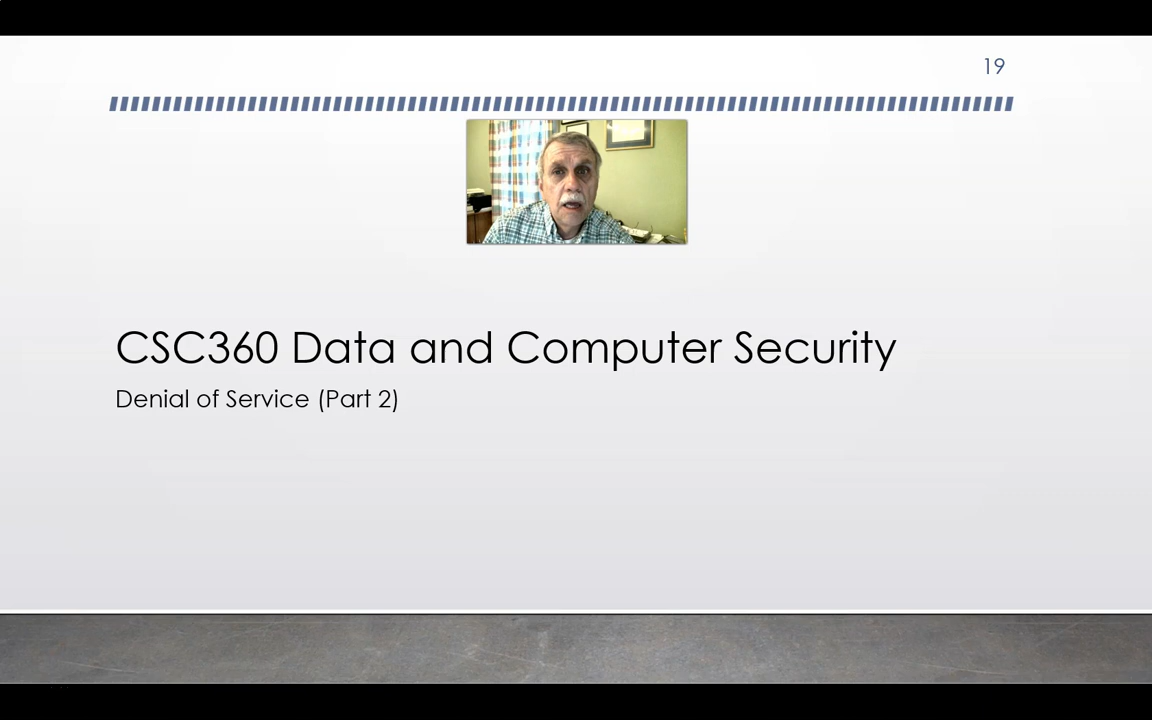 19
CSC360 Data and Computer Security
Denial of Service (Part 2)